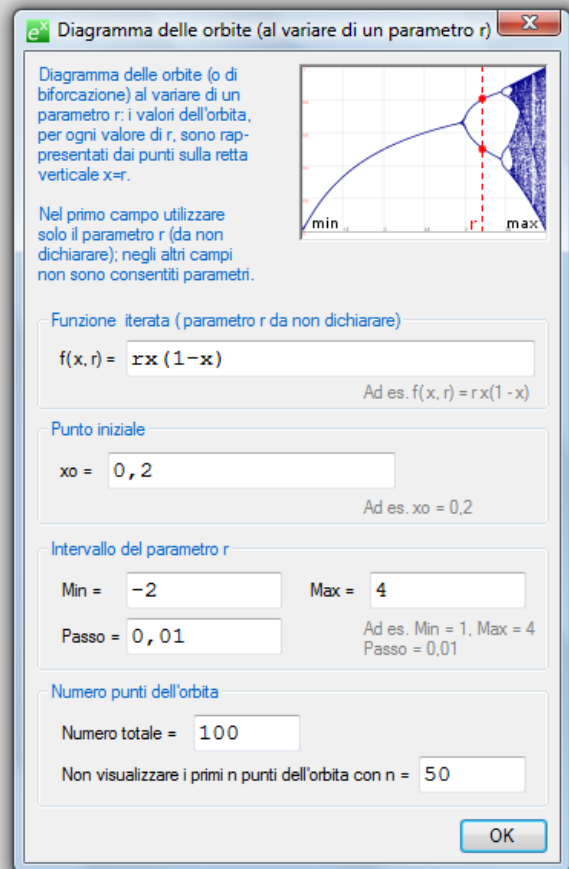 eˣ Diagramma delle orbite (al variare di un parametro r) X
Diagramma delle orbite (o di
biforcazione) al variare di un
parametro r: i valori dell'orbita,
per ogni valore di r, sono rap-
presentati dai punti sulla retta
verticale x=r.
Nel primo campo utilizzare
solo il parametro r (da non
dichiarare); negli altri campi
non sono consentiti parametri.
min r max
Funzione iterata ( parametro r da non dichiarare)
f(x, r) = rx(1-x)
Ad es. f(x, r) = r x(1 - x)
Punto iniziale
xo = 0,2
Ad es. xo = 0,2
Intervallo del parametro r
Min = -2 Max = 4
Passo = 0,01 Ad es. Min = 1, Max = 4
Passo = 0,01
Numero punti dell'orbita
Numero totale = 100
Non visualizzare i primi n punti dell'orbita con n = 50
OK